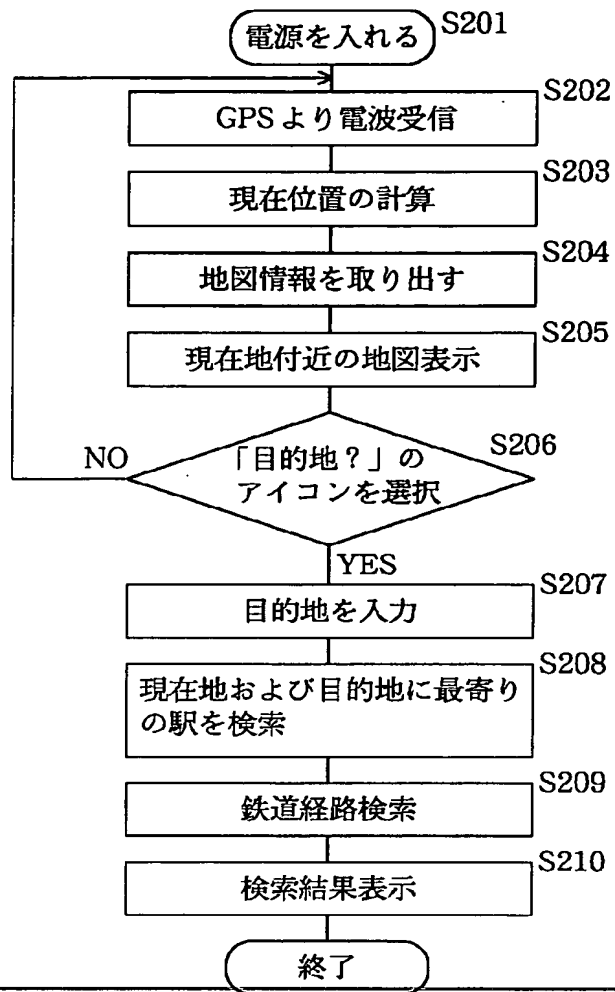 電源を入れる
S201
S202
GPSより電波受信
S203
現在位置の計算
S204
地図情報を取り出す
S205
現在地付近の地図表示
S206
「目的地？」の
アイコンを選択
NO
YES
S207
目的地を入力
S208
現在地および目的地に最寄り
の駅を検索
S209
鉄道経路検索
S210
検索結果表示
終了